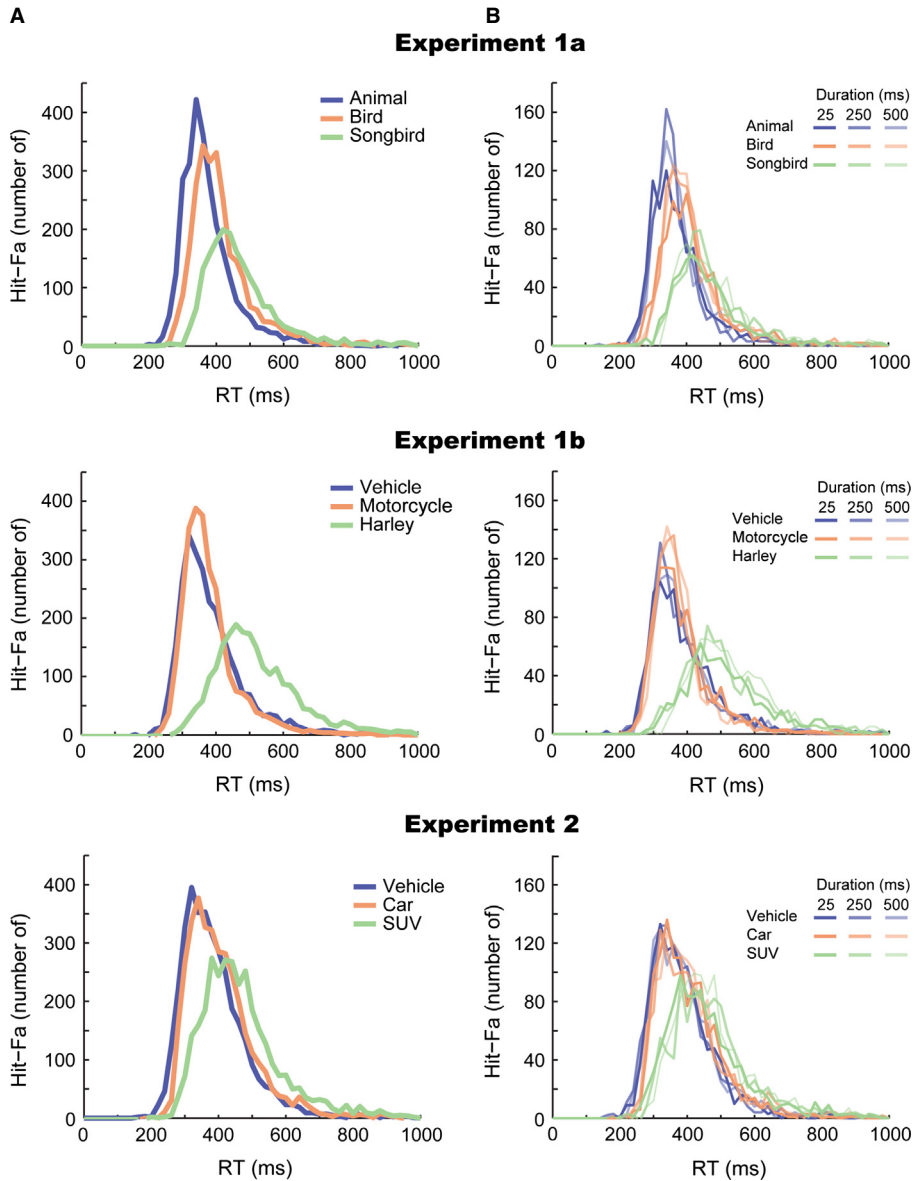 A
B
Experiment 1a
Hit–Fa (number of)
400
300
200
100
0
Animal
Bird
Songbird
0 200 400 600 800 1000
RT (ms)
Hit–Fa (number of)
160
120
80
40
0
Duration (ms)
25 250 500
Animal
Bird
Songbird
0 200 400 600 800 1000
RT (ms)
Experiment 1b
Hit–Fa (number of)
400
300
200
100
0
Vehicle
Motorcycle
Harley
0 200 400 600 800 1000
RT (ms)
Hit–Fa (number of)
160
120
80
40
0
Duration (ms)
25 250 500
Vehicle
Motorcycle
Harley
0 200 400 600 800 1000
RT (ms)
Experiment 2
Hit–Fa (number of)
400
300
200
100
0
Vehicle
Car
SUV
0 200 400 600 800 1000
RT (ms)
Hit–Fa (number of)
160
120
80
40
0
Duration (ms)
25 250 500
Vehicle
Car
SUV
0 200 400 600 800 1000
RT (ms)